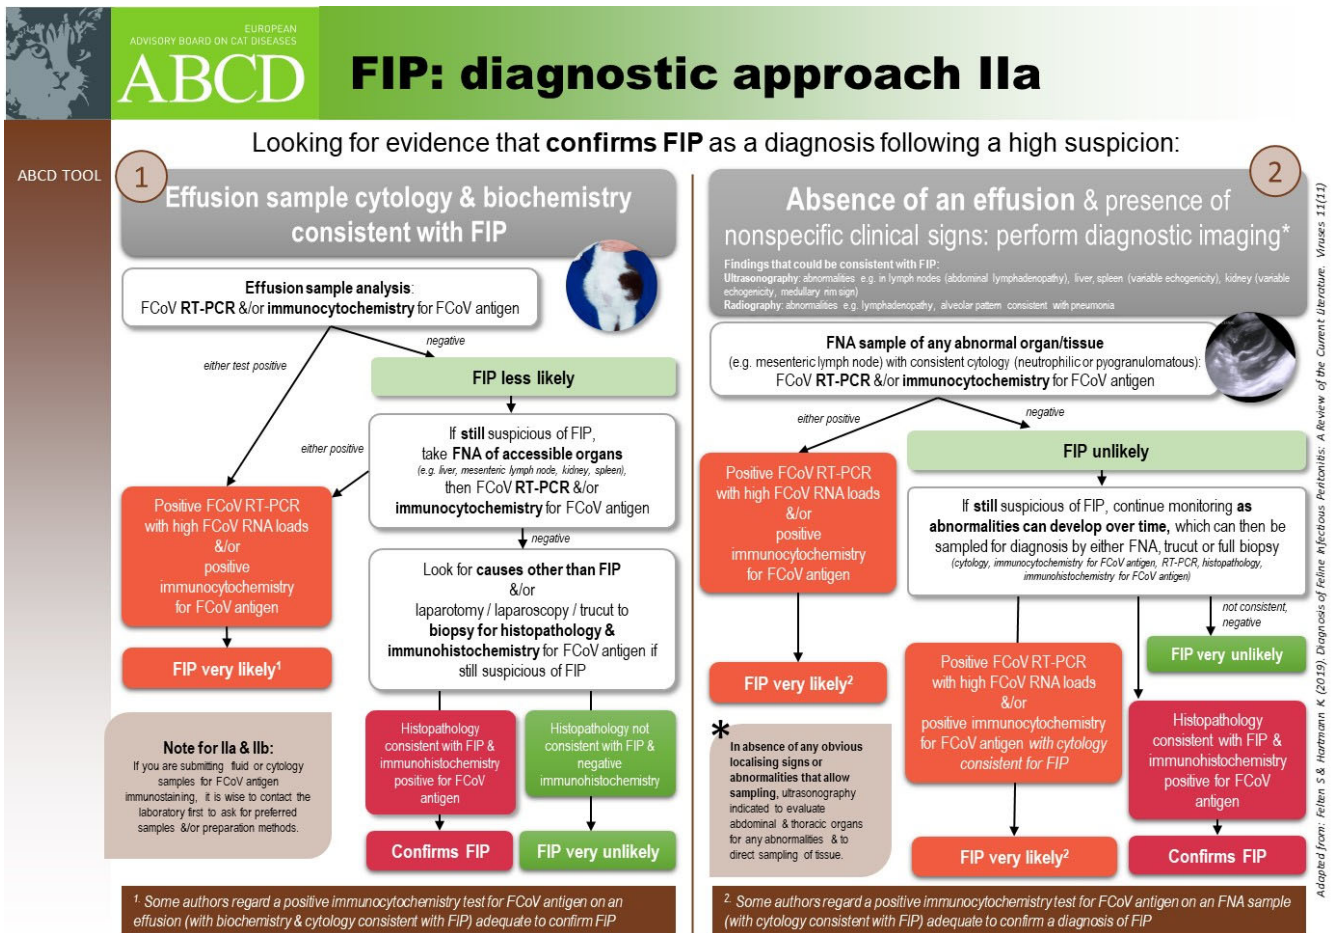 EUROPEAN
ADVISORY BOARD ON CAT DISEASES
ABCD
FIP: diagnostic approach IIa
ABCD TOOL
Looking for evidence that confirms FIP as a diagnosis following a high suspicion:
1
Effusion sample cytology & biochemistry
consistent with FIP
Effusion sample analysis:
FCoV RT-PCR &/or immunocytochemistry for FCoV antigen
either test positive
negative
FIP less likely
If still suspicious of FIP,
take FNA of accessible organs
(e.g. liver, mesenteric lymph node, kidney, spleen),
then FCoV RT-PCR &/or
immunocytochemistry for FCoV antigen
either positive
negative
Positive FCoV RT-PCR
with high FCoV RNA loads
&/or
positive
immunocytochemistry
for FCoV antigen
FIP very likely1
Look for causes other than FIP
&/or
laparotomy / laparoscopy / trucut to
biopsy for histopathology &
immunohistochemistry for FCoV antigen if
still suspicious of FIP
Histopathology
consistent with FIP &
immunohistochemistry
positive for FCoV
antigen
Confirms FIP
Histopathology not
consistent with FIP &
negative
immunohistochemistry
FIP very unlikely
Note for IIa & IIb:
If you are submitting fluid or cytology
samples for FCoV antigen
immunostaining, it is wise to contact the
laboratory first to ask for preferred
samples &/or preparation methods.
1. Some authors regard a positive immunocytochemistry test for FCoV antigen on an
effusion (with biochemistry & cytology consistent with FIP) adequate to confirm FIP
2
Absence of an effusion & presence of
nonspecific clinical signs: perform diagnostic imaging*
Findings that could be consistent with FIP:
Ultrasonography: abnormalities e.g. in lymph nodes (abdominal lymphadenopathy), liver, spleen (variable echogenicity), kidney (variable
echogenicity, medullary rim sign)
Radiography: abnormalities e.g. lymphadenopathy, alveolar pattern consistent with pneumonia
FNA sample of any abnormal organ/tissue
(e.g. mesenteric lymph node) with consistent cytology (neutrophilic or pyogranulomatous):
FCoV RT-PCR &/or immunocytochemistry for FCoV antigen
either positive
negative
Positive FCoV RT-PCR
with high FCoV RNA loads
&/or
positive
immunocytochemistry
for FCoV antigen
FIP very likely2
FIP unlikely
If still suspicious of FIP, continue monitoring as
abnormalities can develop over time, which can then be
sampled for diagnosis by either FNA, trucut or full biopsy
(cytology, immunocytochemistry for FCoV antigen, RT-PCR, histopathology,
immunohistochemistry for FCoV antigen)
not consistent,
negative
FIP very unlikely
Positive FCoV RT-PCR
with high FCoV RNA loads
&/or
positive immunocytochemistry
for FCoV antigen with cytology
consistent for FIP
FIP very likely2
Histopathology
consistent with FIP &
immunohistochemistry
positive for FCoV
antigen
Confirms FIP
*
In absence of any obvious
localising signs or
abnormalities that allow
sampling, ultrasonography
indicated to evaluate
abdominal & thoracic organs
for any abnormalities & to
direct sampling of tissue.
2. Some authors regard a positive immunocytochemistry test for FCoV antigen on an FNA sample
(with cytology consistent with FIP) adequate to confirm a diagnosis of FIP
Adapted from: Felten S & Hartmann K (2019). Diagnosis of Feline Infectious Peritonitis: A Review of the Current Literature. Viruses 11(11)